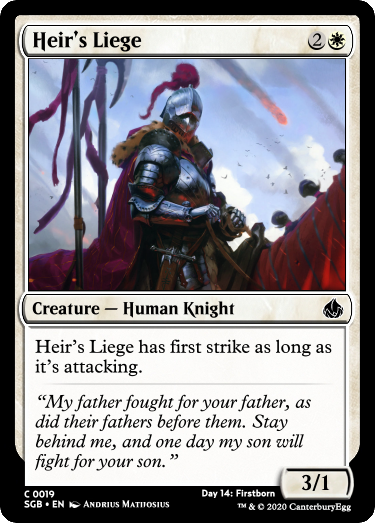 Heir's Liege 2
Creature — Human Knight
Heir's Liege has first strike as long as
it's attacking.
“My father fought for your father, as
did their fathers before them. Stay
behind me, and one day my son will
fight for your son.”
3/1
C 0019 Day 14: Firstborn
SGB • EN Andrius Matijosius ™ & © 2020 CanterburyEgg